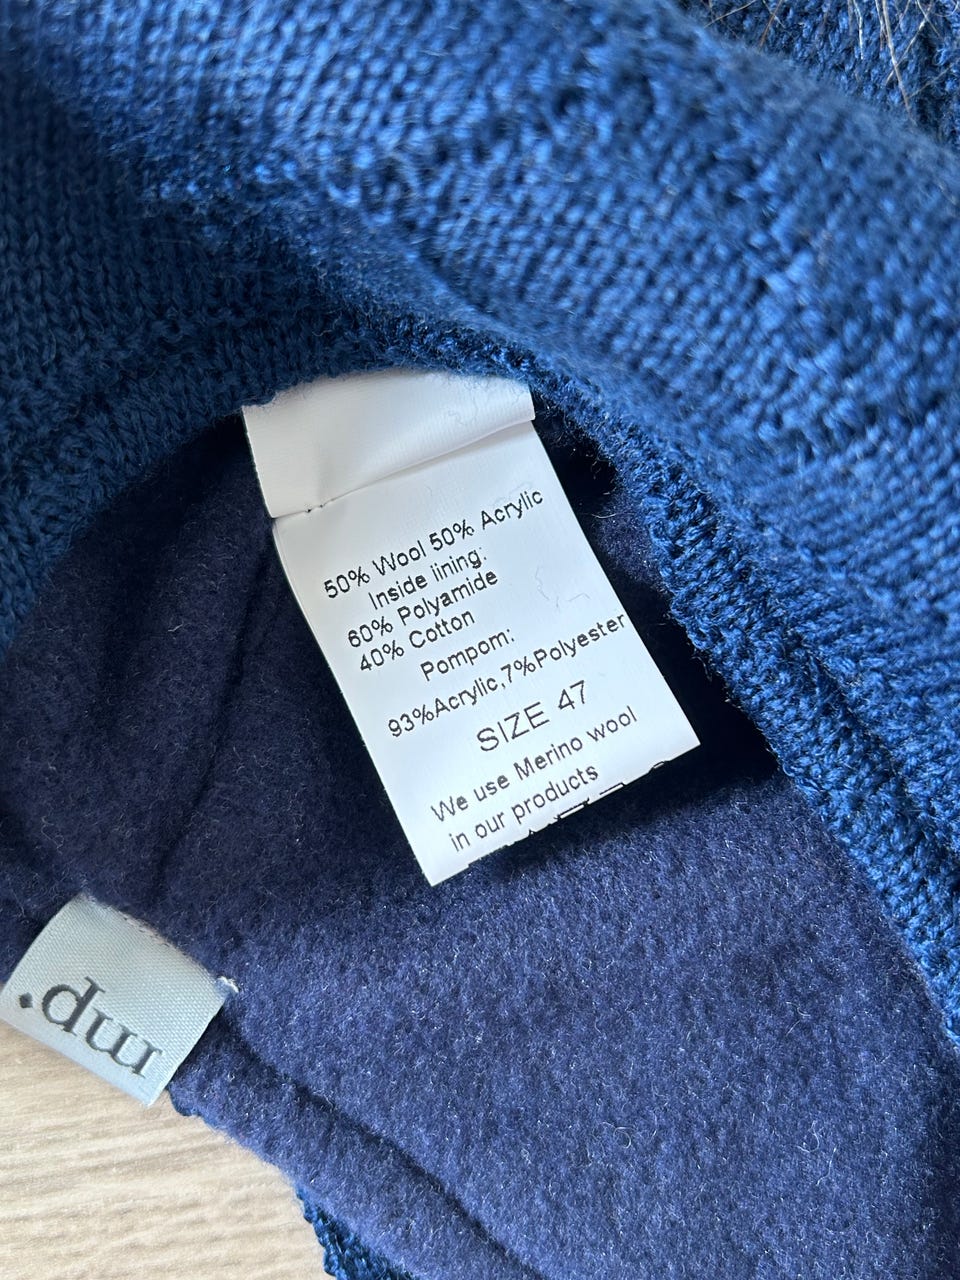 50% Wool 50% Acrylic
Inside iining:
60% Polyamide
40% Cotton
Pompom:
93%Acrylic,7%Polyester
SIZE 47
We use Merino wool
in our products
mp.